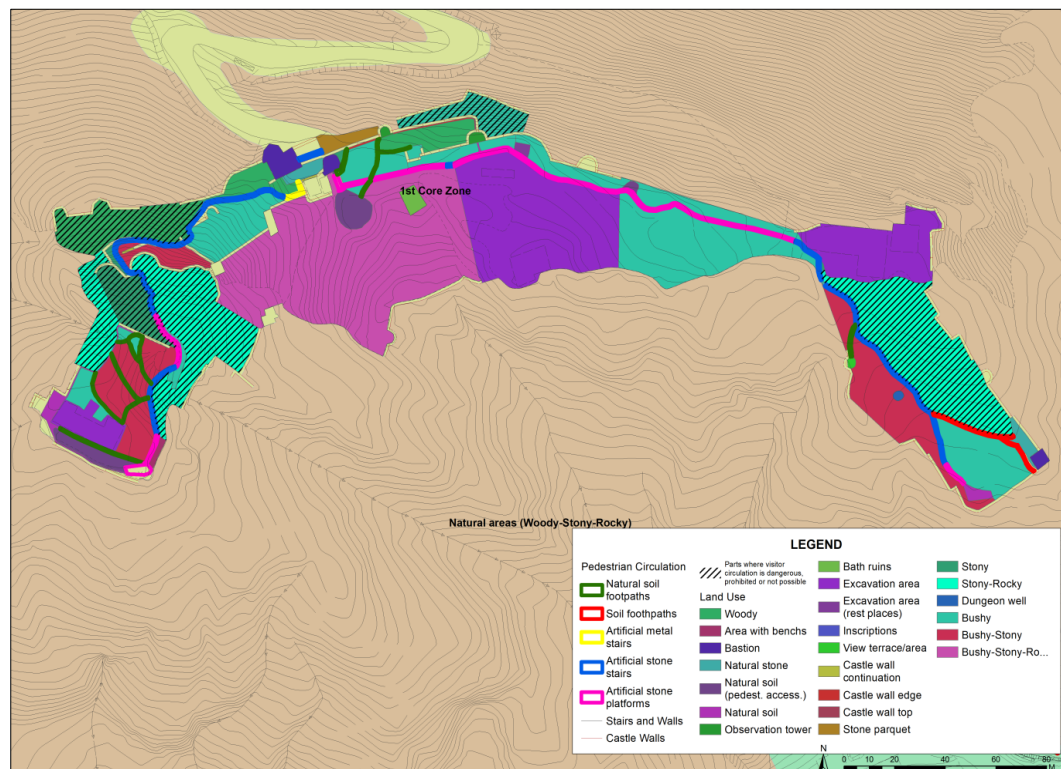 1st Core Zone
Natural areas (Woody-Stony-Rocky)
LEGEND
Pedestrian Circulation
Natural soil
footpaths
Soil foothpaths
Artificial metal
stairs
Artificial stone
stairs
Artificial stone
platforms
Stairs and Walls
Castle Walls
Parts where visitor
circulation is dangerous,
prohibited or not possible
Land Use
Woody
Area with benchs
Bastion
Natural stone
Natural soil
(pedest. access.)
Natural soil
Observation tower
Bath ruins
Excavation area
Excavation area
(rest places)
Inscriptions
View terrace/area
Castle wall
continuation
Castle wall edge
Castle wall top
Stone parquet
Stony
Stony-Rocky
Dungeon well
Bushy
Bushy-Stony
Bushy-Stony-Ro...
N
0 10 20 40 60 80
M